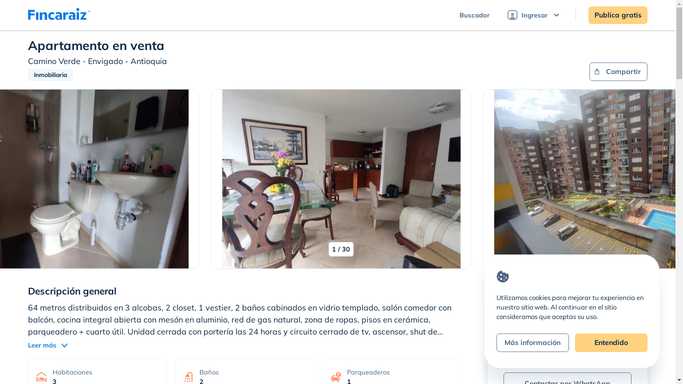 Fincaraiz
Buscador
Ingresar
Publica gratis
Apartamento en venta
Camino Verde - Envigado - Antioquia
Inmobiliaria
Compartir
1 / 30
Descripción general
64 metros distribuidos en 3 alcobas, 2 closet, 1 vestier, 2 baños cabinados en vidrio templado, salón comedor con
balcón, cocina integral abierta con mesón en aluminio, red de gas natural, zona de ropas, pisos en cerámica,
parqueadero + cuarto útil. Unidad cerrada con portería las 24 horas y circuito cerrado de tv, ascensor, shut de...
Leer más
Habitaciones
3
Baños
2
Parqueaderos
1
Utilizamos cookies para mejorar tu experiencia en
nuestro sitio web. Al continuar en el sitio
consideramos que aceptas su uso.
Más información
Entendido
Contactar por WhatsApp